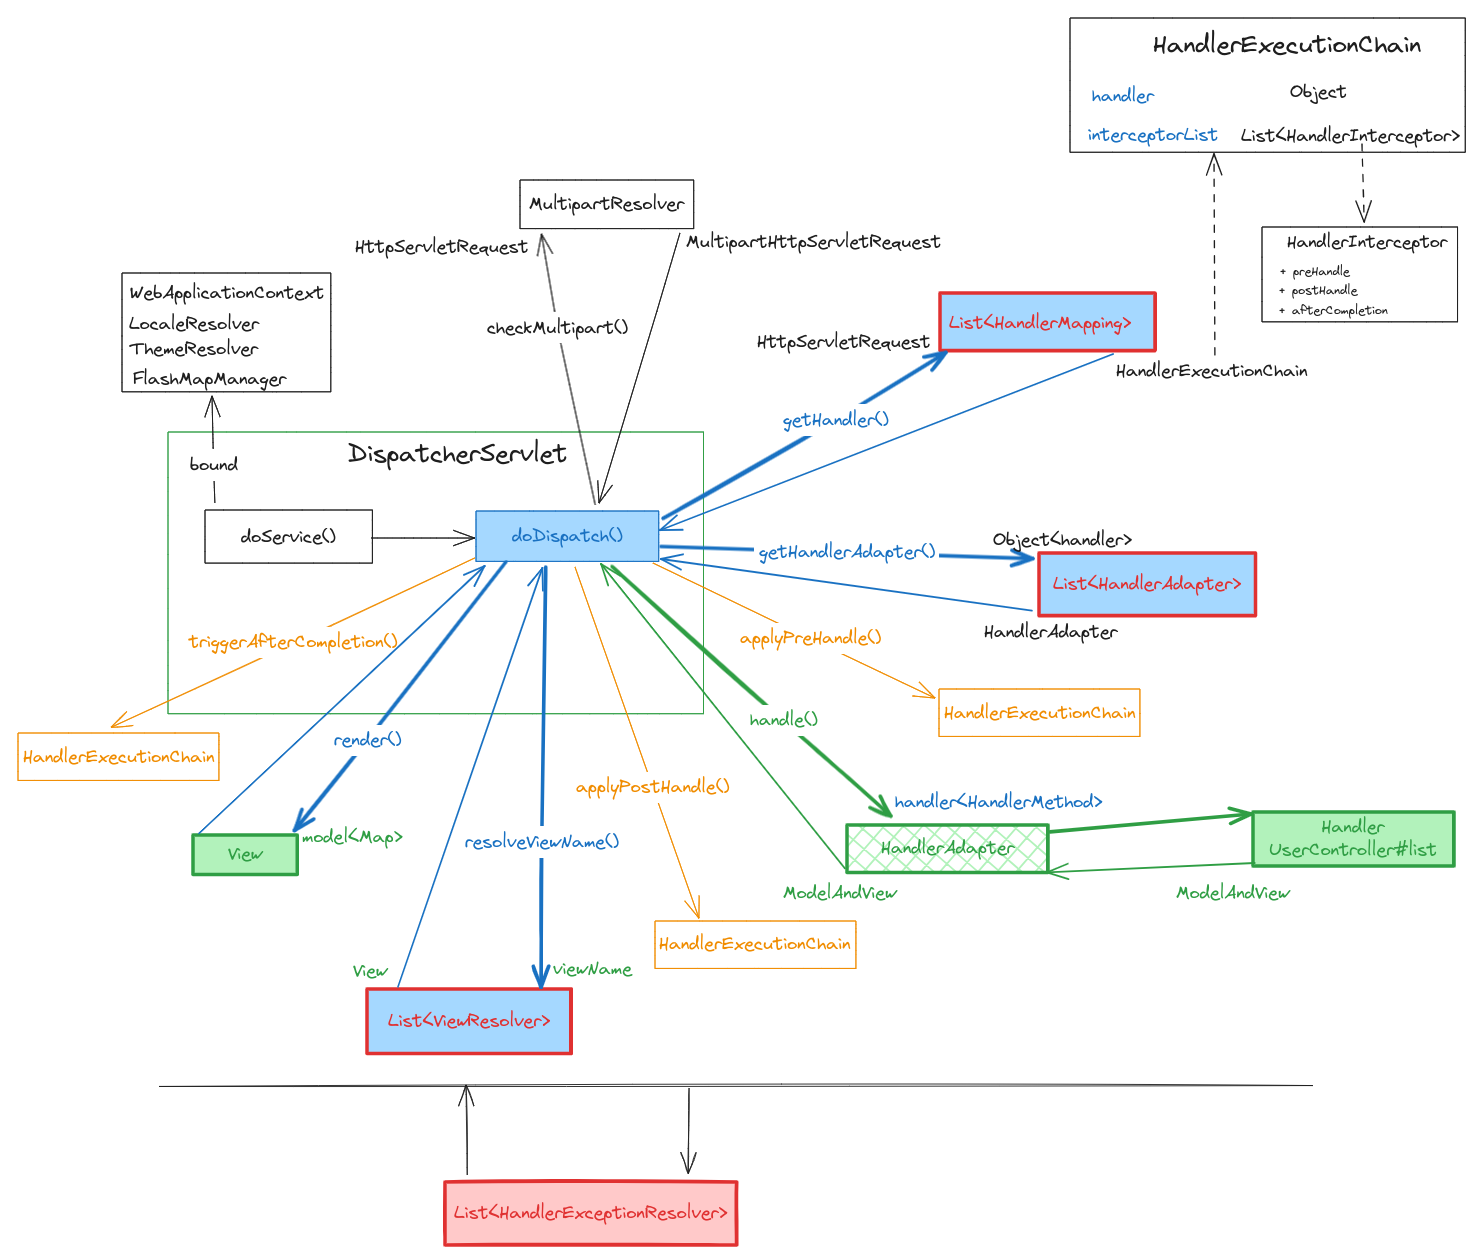 HandlerExecutionChain
handler
Object
interceptorList
List<HandlerInterceptor>
MultipartResolver
HttpServletRequest
MultipartHttpServletRequest
HandlerInterceptor
+ preHandle
+ postHandle
+ afterCompletion
WebApplicationContext
LocaleResolver
ThemeResolver
FlashMapManager
checkMultipart()
List<HandlerMapping>
HttpServletRequest
HandlerExecutionChain
getHandler()
bound
DispatcherServlet
doService()
doDispatch()
getHandlerAdapter()
Object<handler>
List<HandlerAdapter>
HandlerAdapter
triggerAfterCompletion()
applyPreHandle()
HandlerExecutionChain
handle()
render()
HandlerExecutionChain
applyPostHandle()
handler<HandlerMethod>
model<Map>
View
resolveViewName()
HandlerAdapter
Handler
UserController#list
ModelAndView
ModelAndView
HandlerExecutionChain
View
viewName
List<ViewResolver>
List<HandlerExceptionResolver>